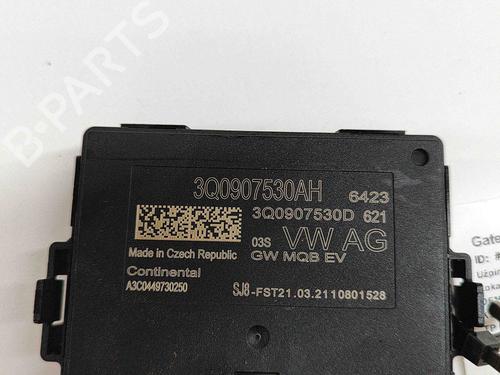 3Q0907530AH 6423
3Q0907530D 621
03S VW AG
Made in Czech Republic GW MQB EV
Continental
A3C0449730250 SJ8-FST21.03.2110801528
B-PARTS
Gate
ID: #